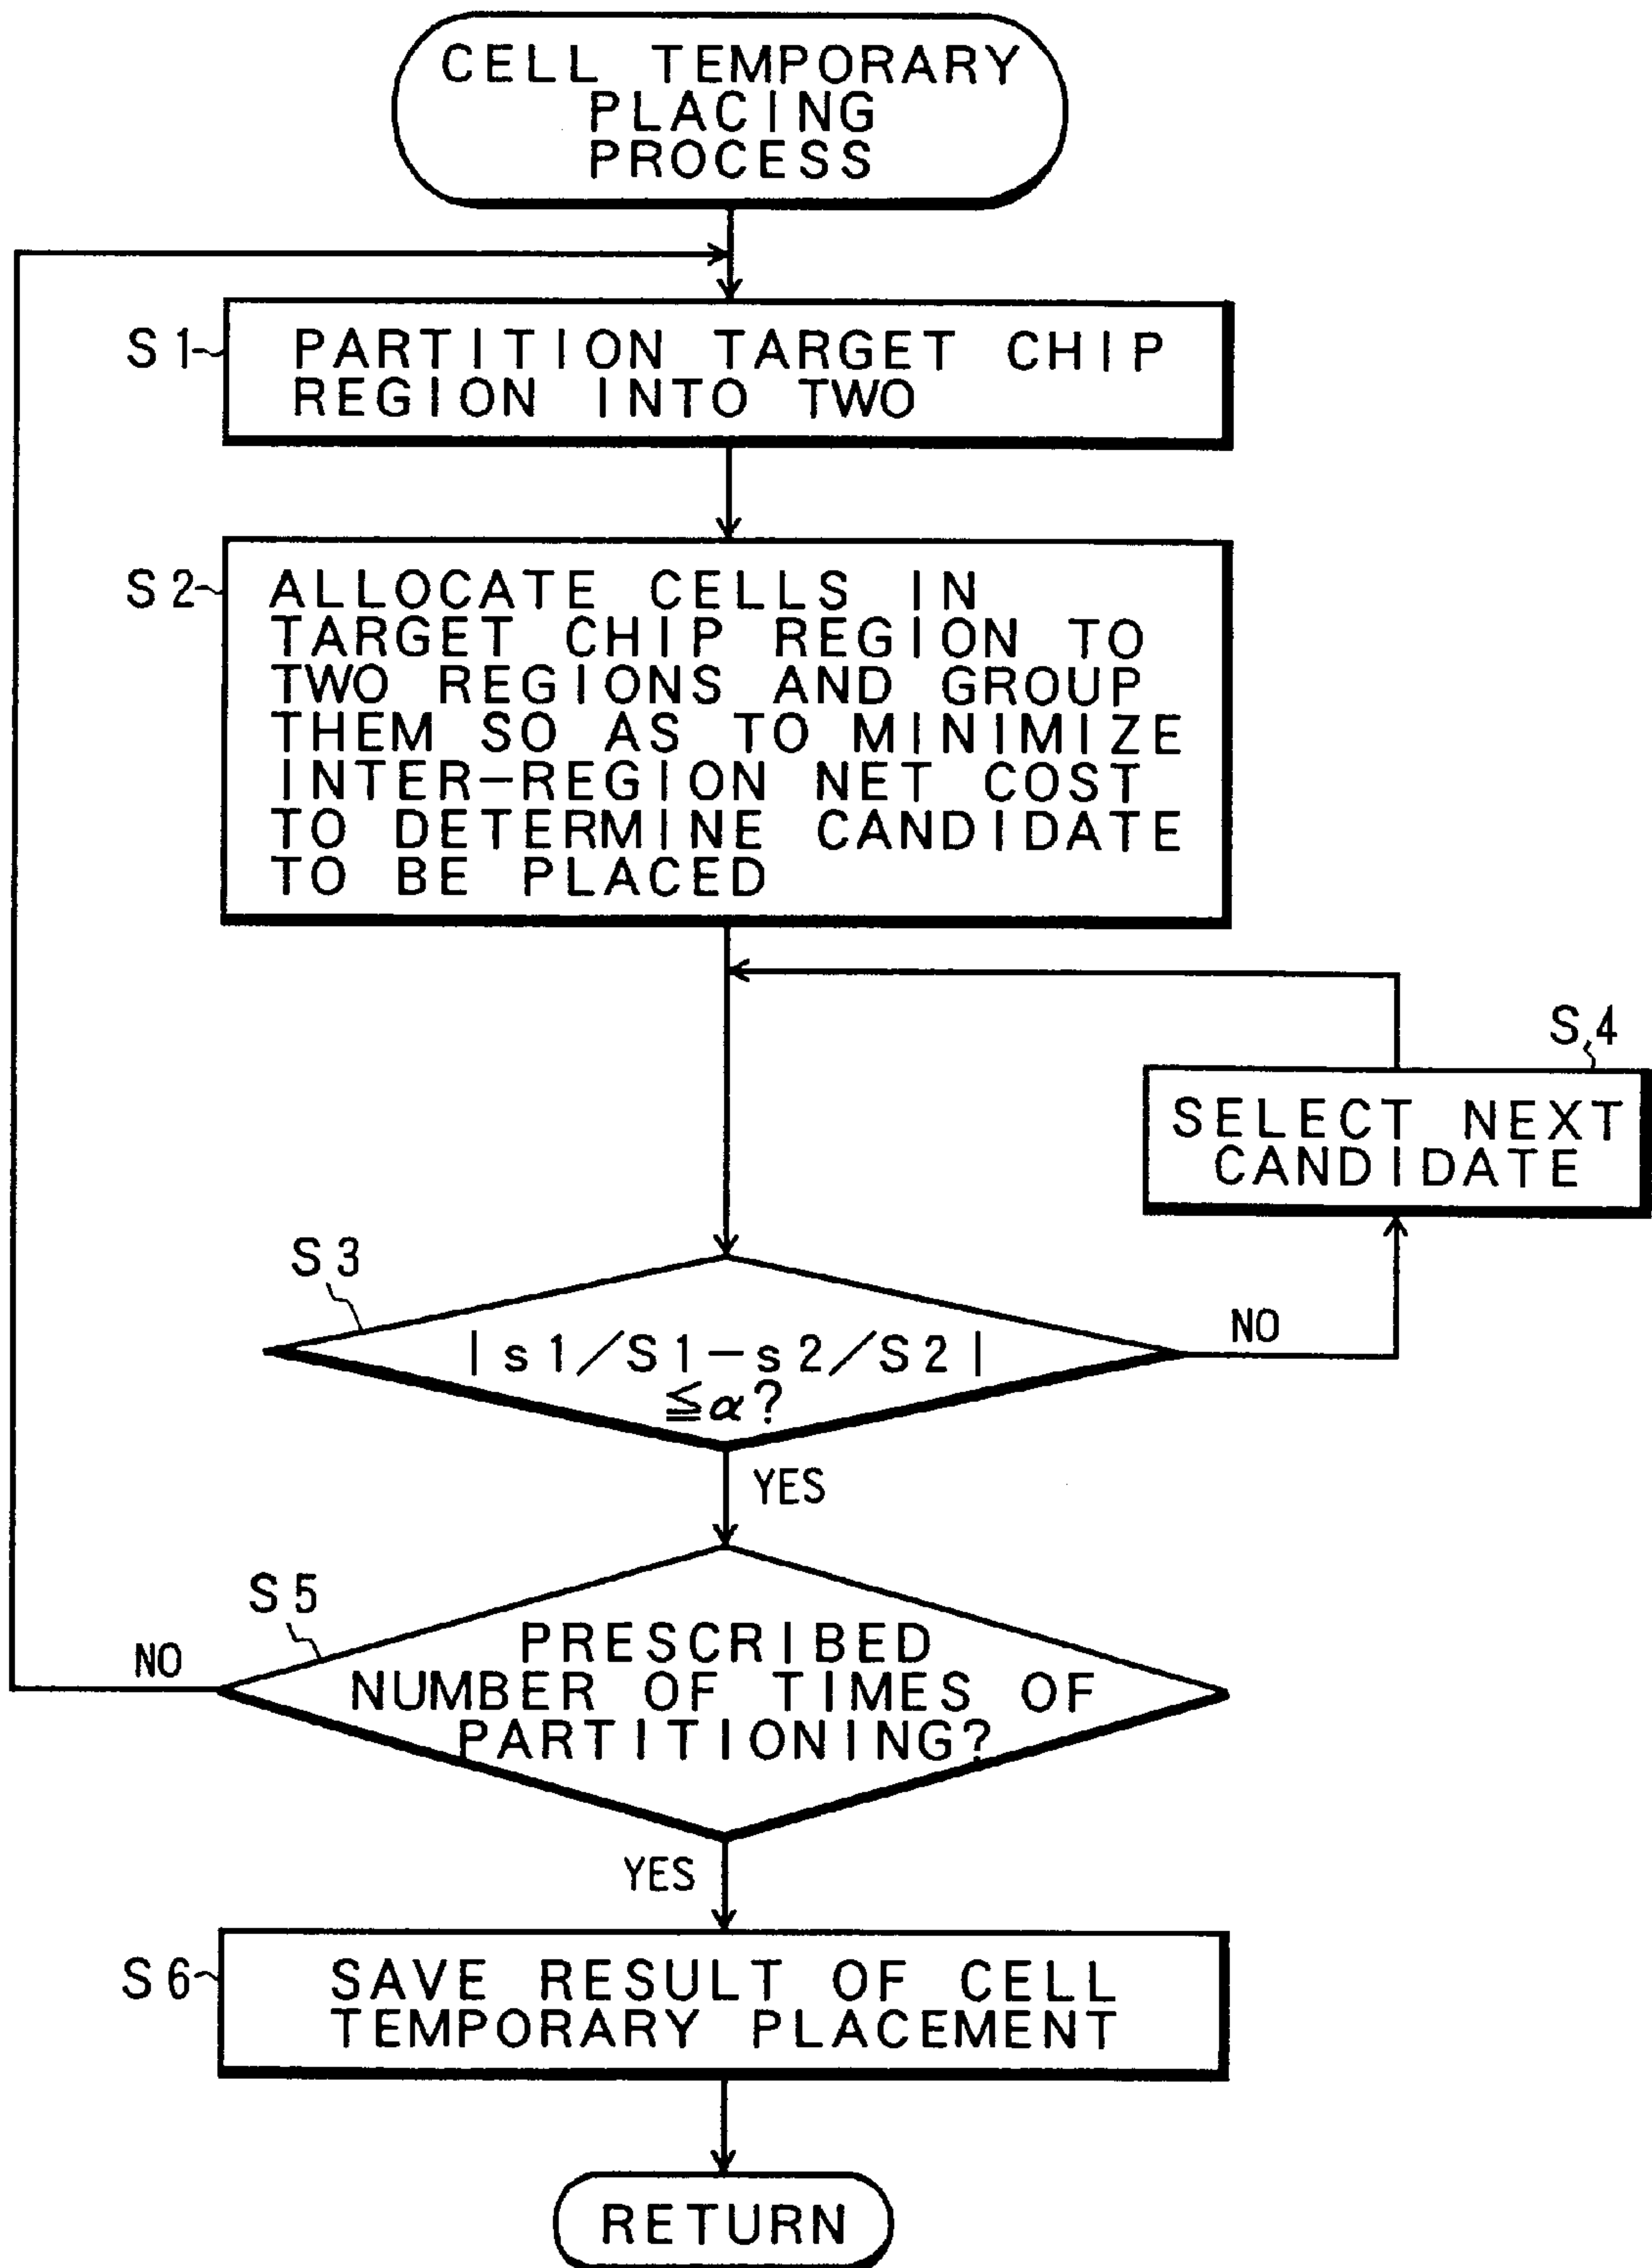 CELL TEMPORARY
PLACING
PROCESS
S1
PARTITION TARGET CHIP
REGION INTO TWO
S2
ALLOCATE CELLS IN
TARGET CHIP REGION TO
TWO REGIONS AND GROUP
THEM SO AS TO MINIMIZE
INTER-REGION NET COST
TO DETERMINE CANDIDATE
TO BE PLACED
S4
SELECT NEXT
CANDIDATE
S3
|s1/S1-s2/S2|
≦α?
NO
YES
S5
PRESCRIBED
NUMBER OF TIMES OF
PARTITIONING?
NO
YES
S6
SAVE RESULT OF CELL
TEMPORARY PLACEMENT
RETURN